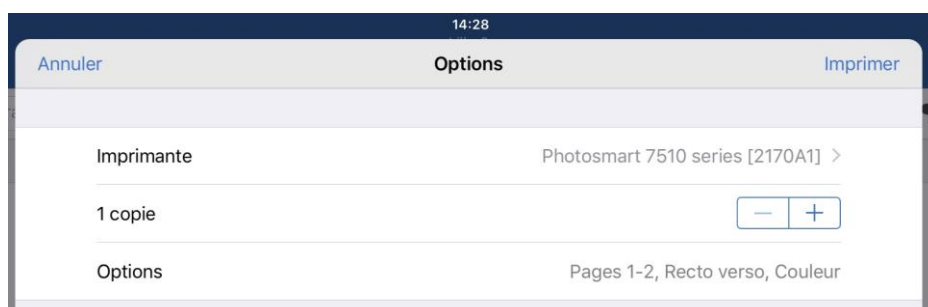 14:28
Annuler Options Imprimer
Imprimante Photosmart 7510 series [2170A1] >
1 copie − +
Options Pages 1-2, Recto verso, Couleur